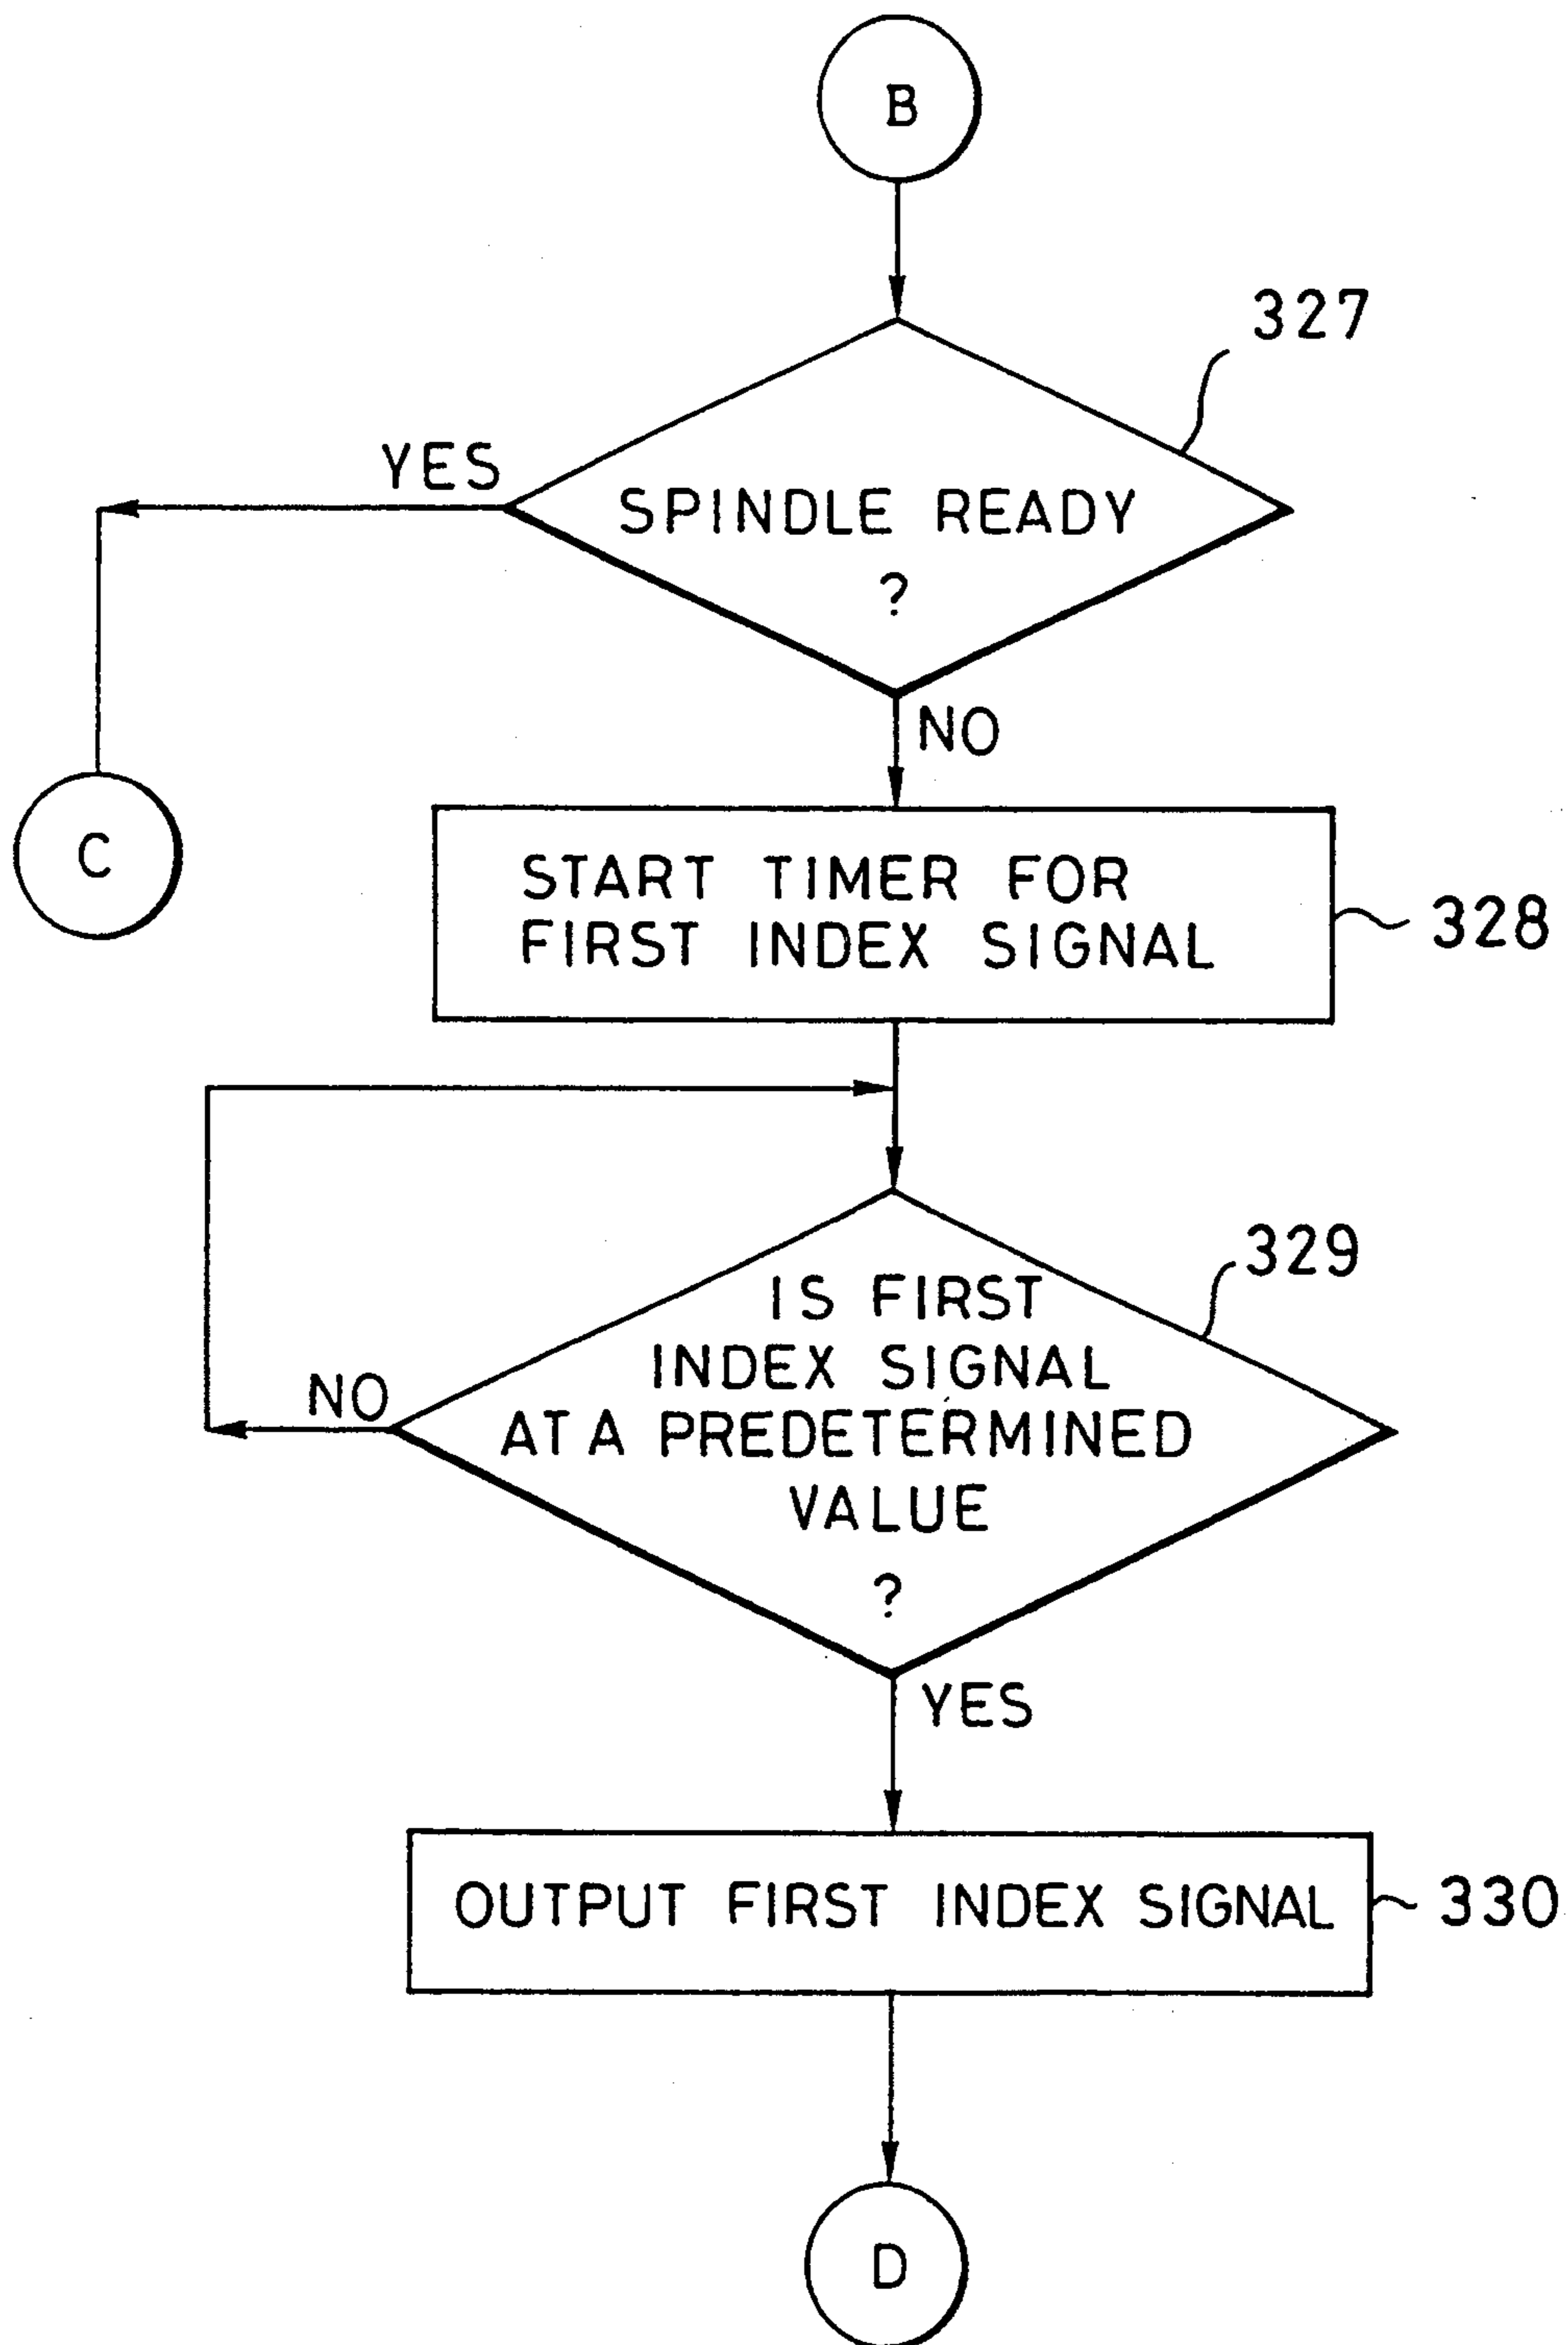 B
327
YES
SPINDLE READY
?
NO
C
START TIMER FOR
FIRST INDEX SIGNAL
328
329
IS FIRST
INDEX SIGNAL
NO
AT A PREDETERMINED
VALUE
?
YES
OUTPUT FIRST INDEX SIGNAL
330
D